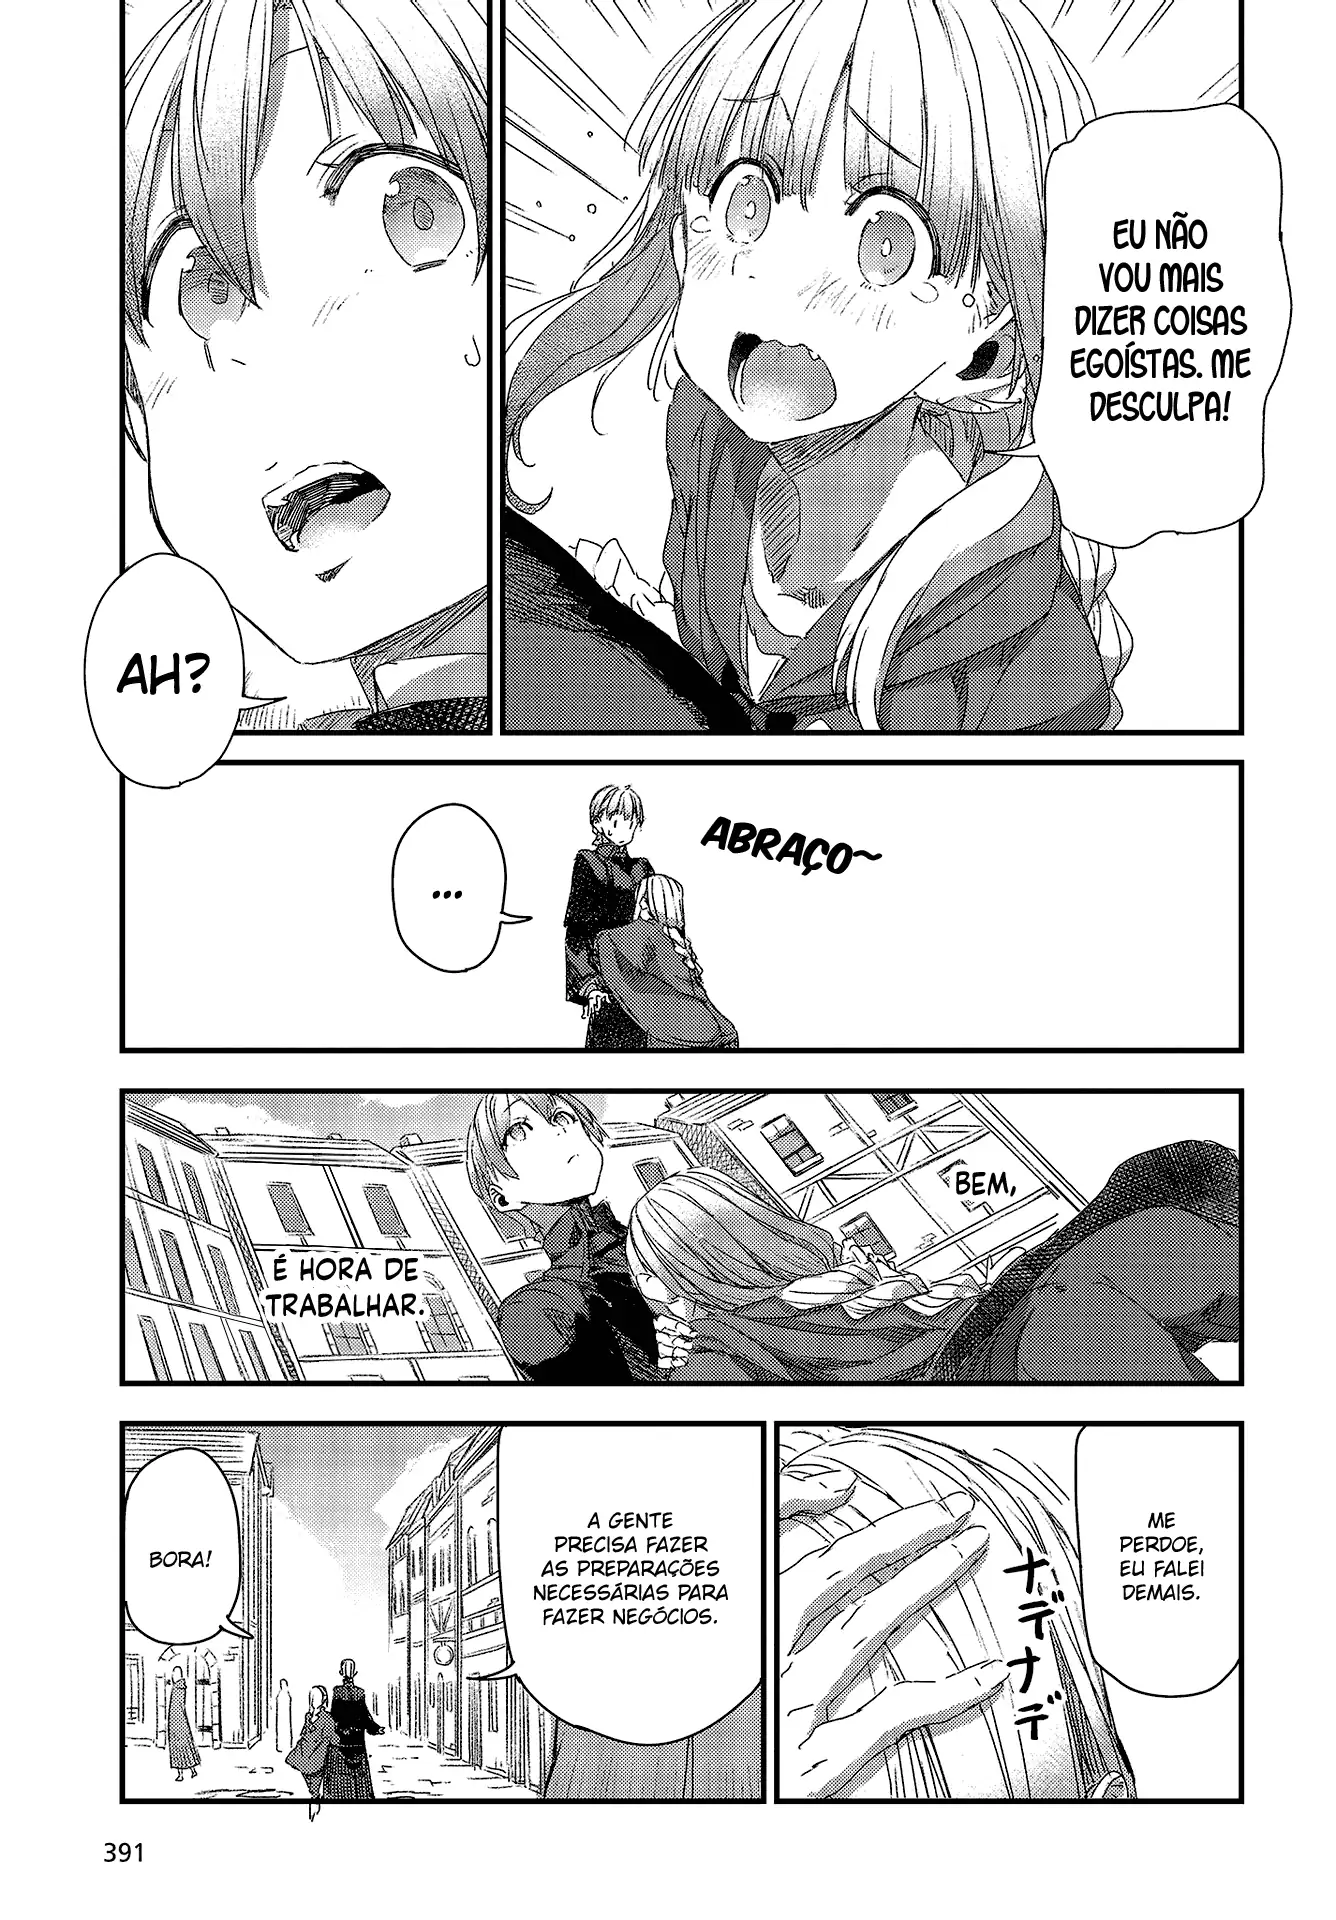 EU NÃO
VOU MAIS
DIZER COISAS
EGOÍSTAS. ME
DESCULPA!
AH?
ABRAÇO~
...
BEM,
É HORA DE
TRABALHAR.
ME
PERDOE,
EU FALEI
DEMAIS.
ナデナデ
A GENTE
PRECISA FAZER
AS PREPARAÇÕES
NECESSÁRIAS PARA
FAZER NEGÓCIOS.
BORA!
391